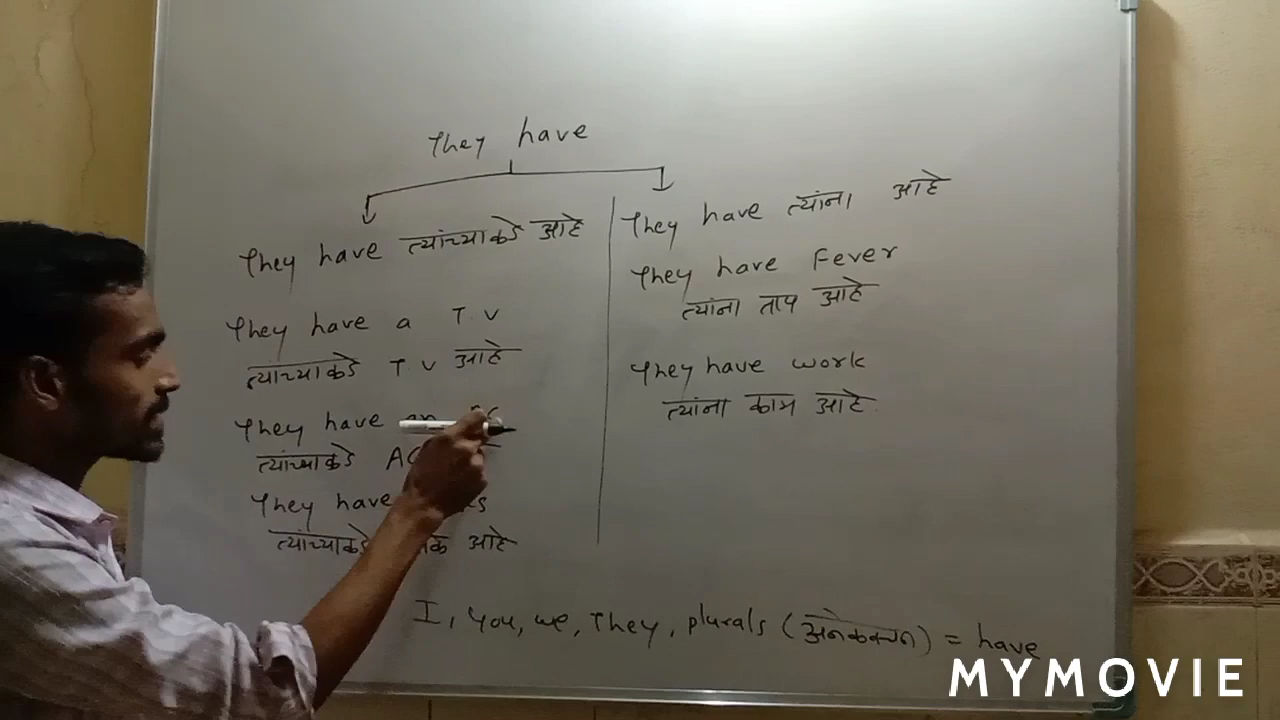 They have
They have त्यांच्याकडे आहे
They have a T.V
त्यांच्याकडे T.V आहे
They have
त्यांच्याकडे
They have
त्यांच्याकडे आहे
They have त्यांना आहे
They have Fever
त्यांना ताप आहे
They have work
त्यांना काम आहे
I, you, we, They, plurals (अनेकवचन) = have
MYMOVIE